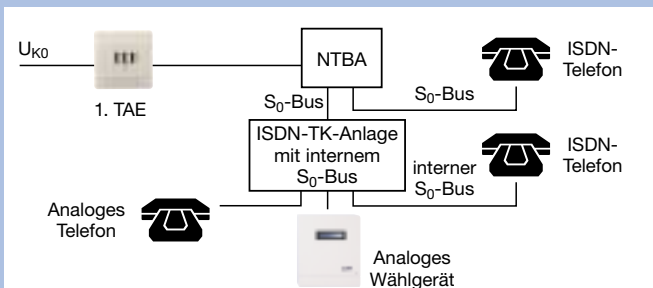 U_K0
1. TAE
NTBA
ISDN-
Telefon
S₀-Bus
S₀-Bus
ISDN-TK-Anlage
mit internem
S₀-Bus
interner
S₀-Bus
ISDN-
Telefon
Analoges
Telefon
Analoges
Wählgerät